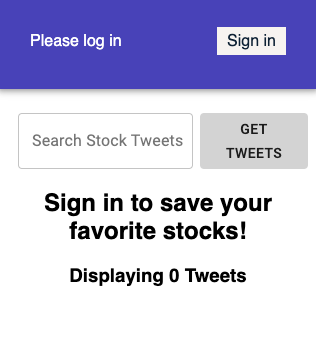 Please log in
Sign in
Search Stock Tweets
GET
TWEETS
Sign in to save your
favorite stocks!
Displaying 0 Tweets